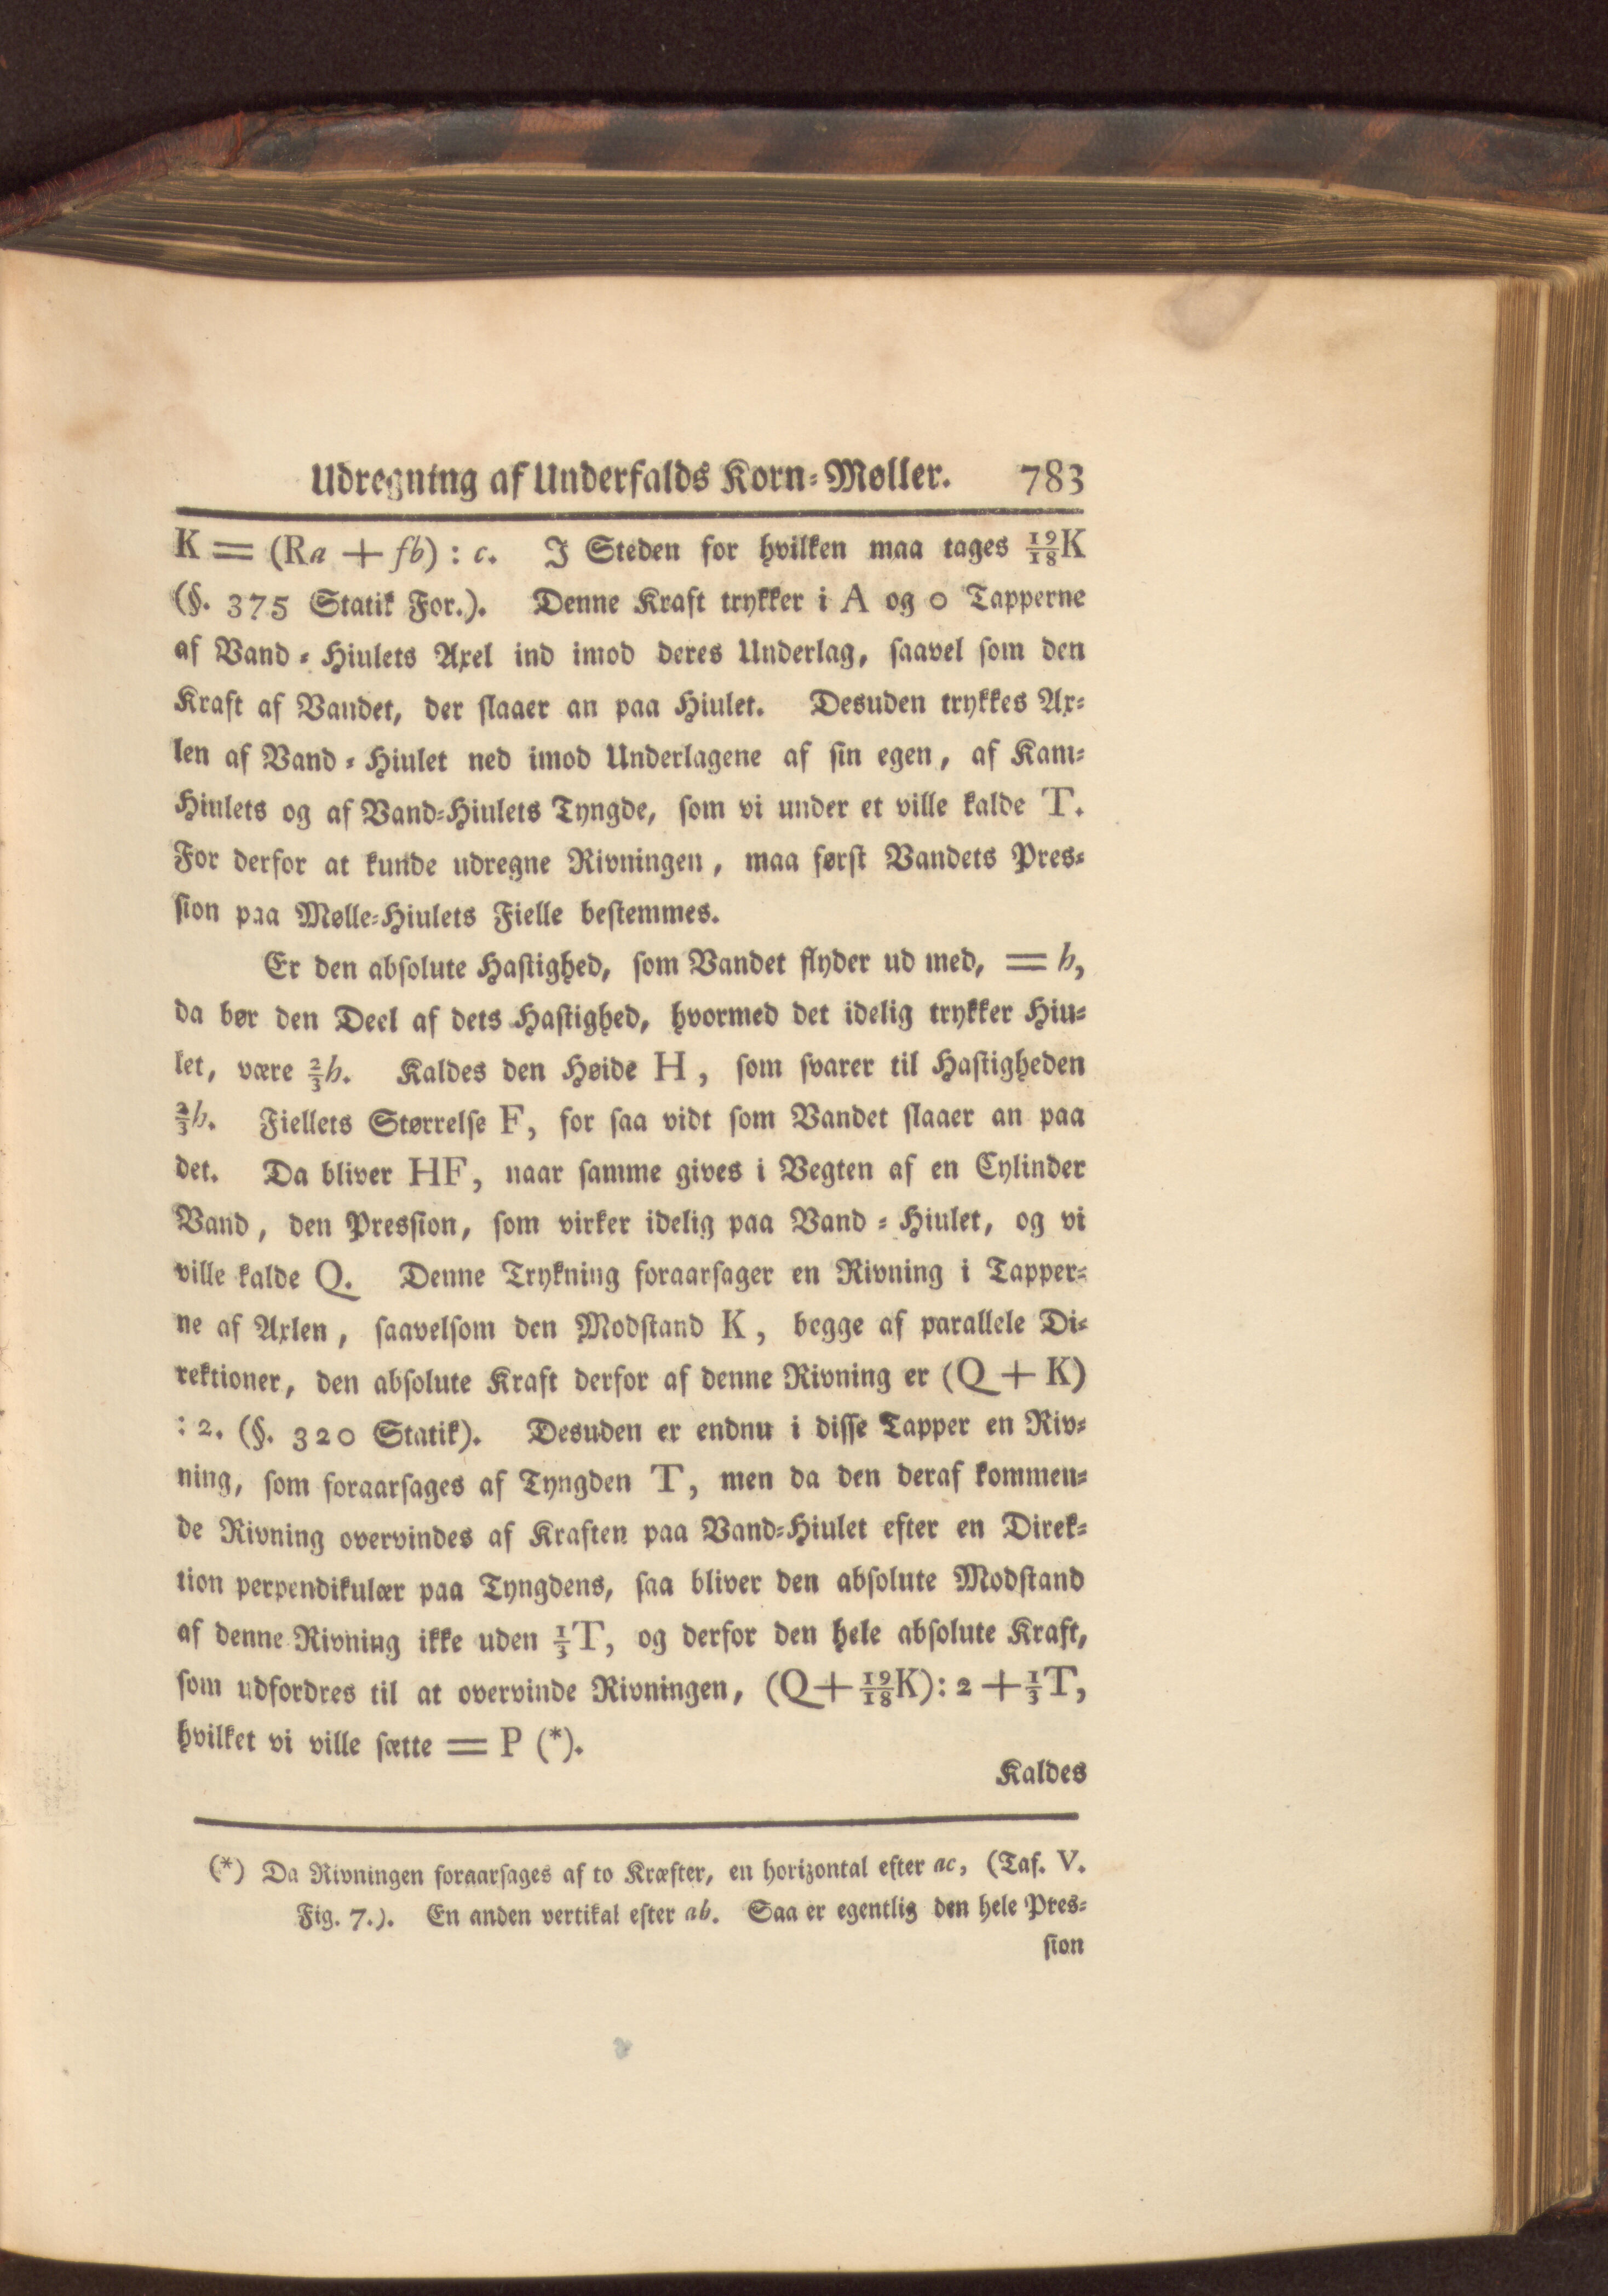 Udregning af Underfalds Korn-Møller. 783
K = (Ra + fb) : c. I Steden for hvilken maa tages 19/18K
(§. 375 Statik For.). Denne Kraft trykker i A og o Tapperne
af Vand-Hiulets Axel ind imod deres Underlag, saavel som den
Kraft af Vandet, der slaaer an paa Hiulet. Desuden trykkes Ax-
len af Vand-Hiulet ned imod Underlagene af sin egen, af Kam-
Hiulets og af Vand-Hiulets Tyngde, som vi under et ville kalde T.
For derfor at kunde udregne Rivningen, maa først Vandets Pres-
sion paa Mølle-Hiulets Fielle bestemmes.
Er den absolute Hastighed, som Vandet flyder ud med, = h,
da bør den Deel af dets Hastighed, hvormed det idelig trykker Hiu-
let, være 2/3h. Kaldes den Høide H, som svarer til Hastigheden
2/3h. Fiellets Størrelse F, for saa vidt som Vandet slaaer an paa
det. Da bliver HF, naar samme gives i Vegten af en Cylinder
Vand, den Pression, som virker idelig paa Vand-Hiulet, og vi
ville kalde Q. Denne Trykning foraarsager en Rivning i Tapper-
ne af Axlen, saavelsom den Modstand K, begge af parallele Di-
rektioner, den absolute Kraft derfor af denne Rivning er (Q + K)
: 2. (§. 320 Statik). Desuden er endnu i disse Tapper en Riv-
ning, som foraarsages af Tyngden T, men da den deraf kommen-
de Rivning overvindes af Kraften paa Vand-Hiulet efter en Direk-
tion perpendikulær paa Tyngdens, saa bliver den absolute Modstand
af denne Rivning ikke uden 1/3T, og derfor den hele absolute Kraft,
som udfordres til at overvinde Rivningen, (Q + 19/18K) : 2 + 1/3T,
hvilket vi ville sætte = P (*).
Kaldes
(*) Da Rivningen foraarsages af to Kræfter, en horizontal efter ac, (Taf. V.
Fig. 7.). En anden vertikal efter ab. Saa er egentlig den hele Pres-
sion